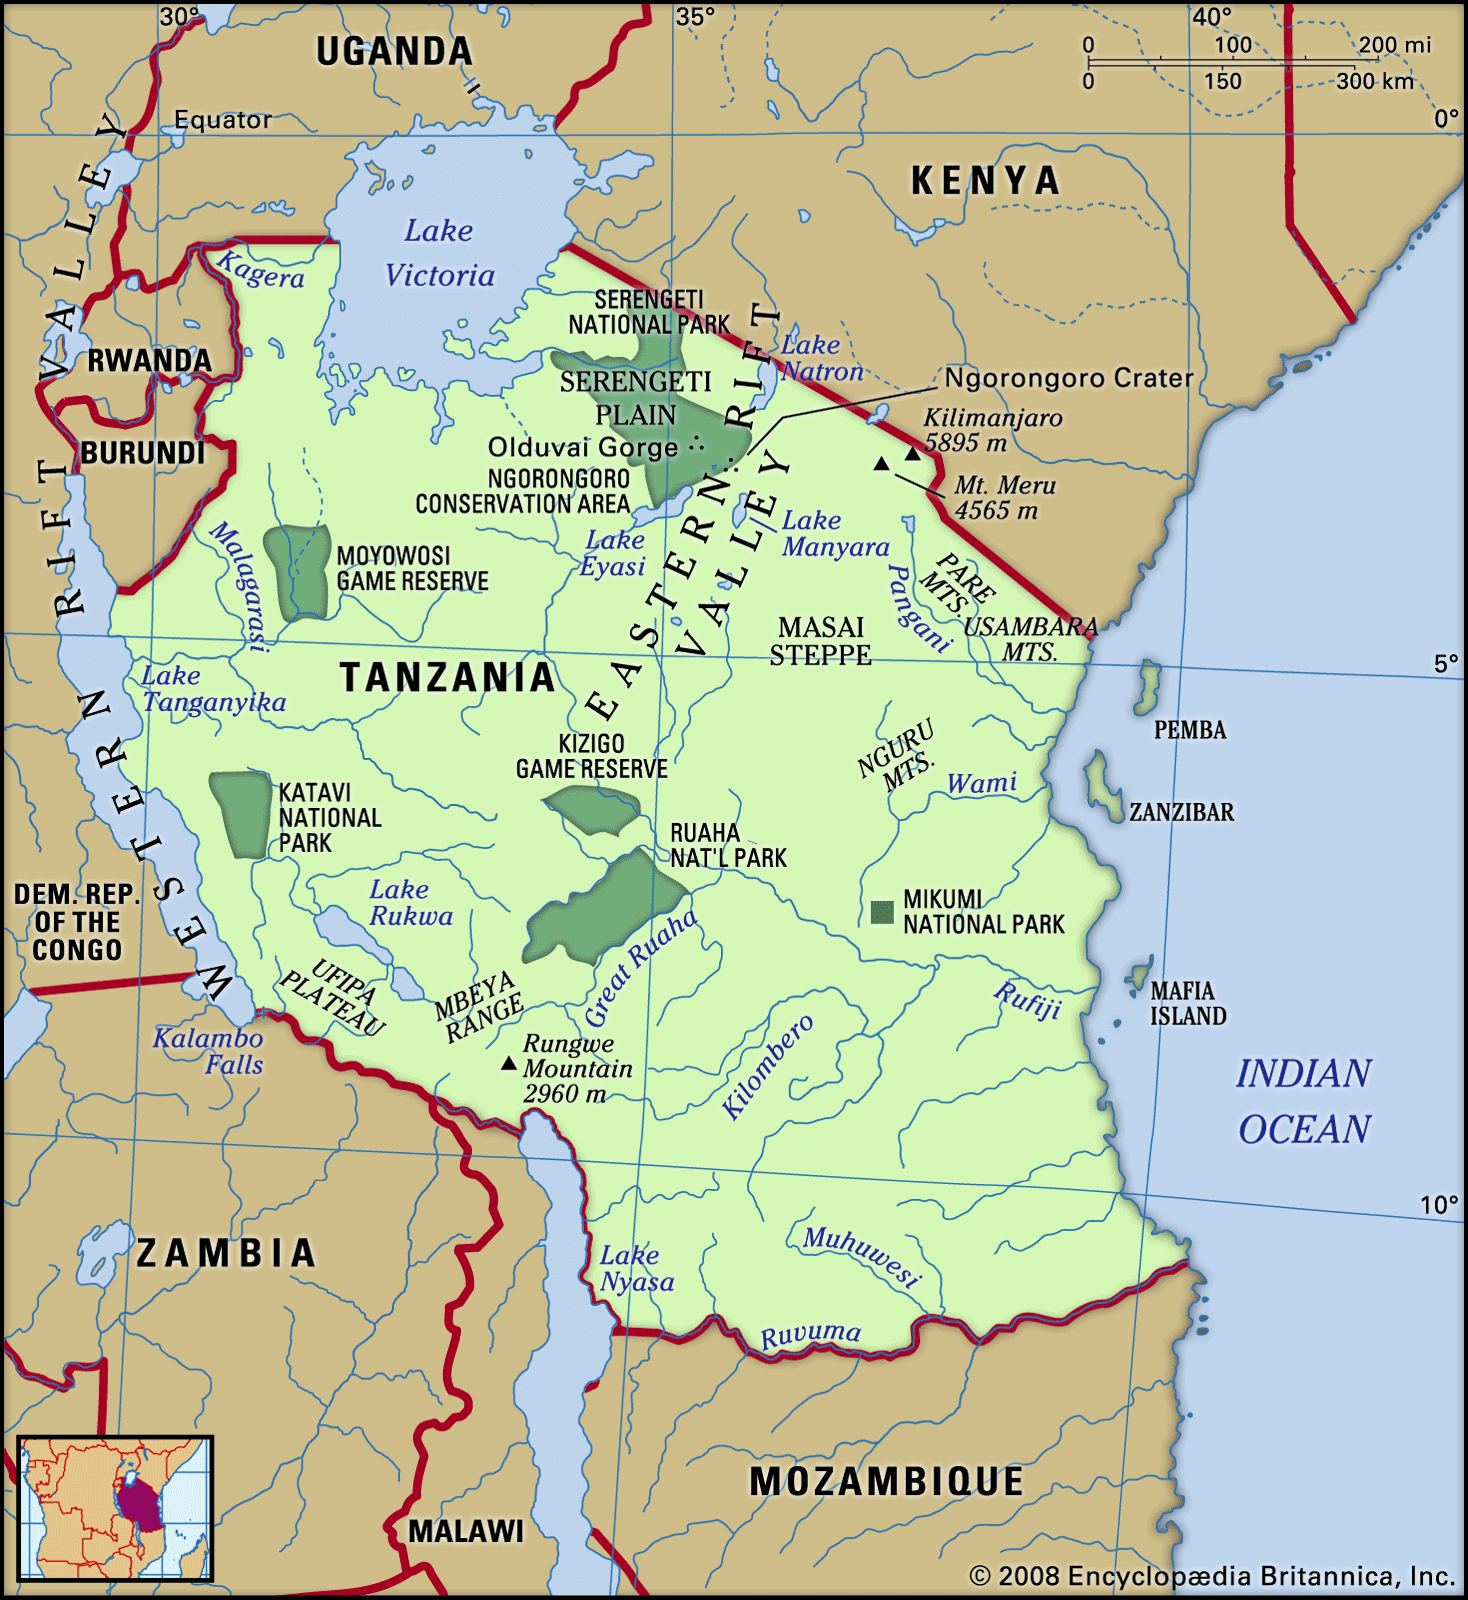 30°
35°
40°
0 100 200 mi
0 150 300 km
UGANDA
Equator
0°
KENYA
Lake
Victoria
Kagera
SERENGETI
NATIONAL PARK
Lake
Natron
RWANDA
SERENGETI
PLAIN
Ngorongoro Crater
Kilimanjaro
5895 m
BURUNDI
Olduvai Gorge
NGORONGORO
CONSERVATION AREA
Mt. Meru
4565 m
Lake
Manyara
Lake
Eyasi
EASTERN RIFT
VALLEY
WESTERN RIFT VALLEY
Malagarasi
MOYOWOSI
GAME RESERVE
Pangani
PARE
MTS.
USAMBARA
MTS.
MASAI
STEPPE
5°
TANZANIA
Lake
Tanganyika
PEMBA
KIZIGO
GAME RESERVE
NGURU
MTS.
Wami
ZANZIBAR
KATAVI
NATIONAL
PARK
RUAHA
NAT'L PARK
DEM. REP.
OF THE
CONGO
Lake
Rukwa
MIKUMI
NATIONAL PARK
Great Ruaha
UFIPA
PLATEAU
MBEYA
RANGE
Rufiji
MAFIA
ISLAND
Kalambo
Falls
Rungwe
Mountain
2960 m
Kilombero
INDIAN
OCEAN
10°
ZAMBIA
Lake
Nyasa
Muhuwesi
Ruvuma
MOZAMBIQUE
MALAWI
© 2008 Encyclopædia Britannica, Inc.